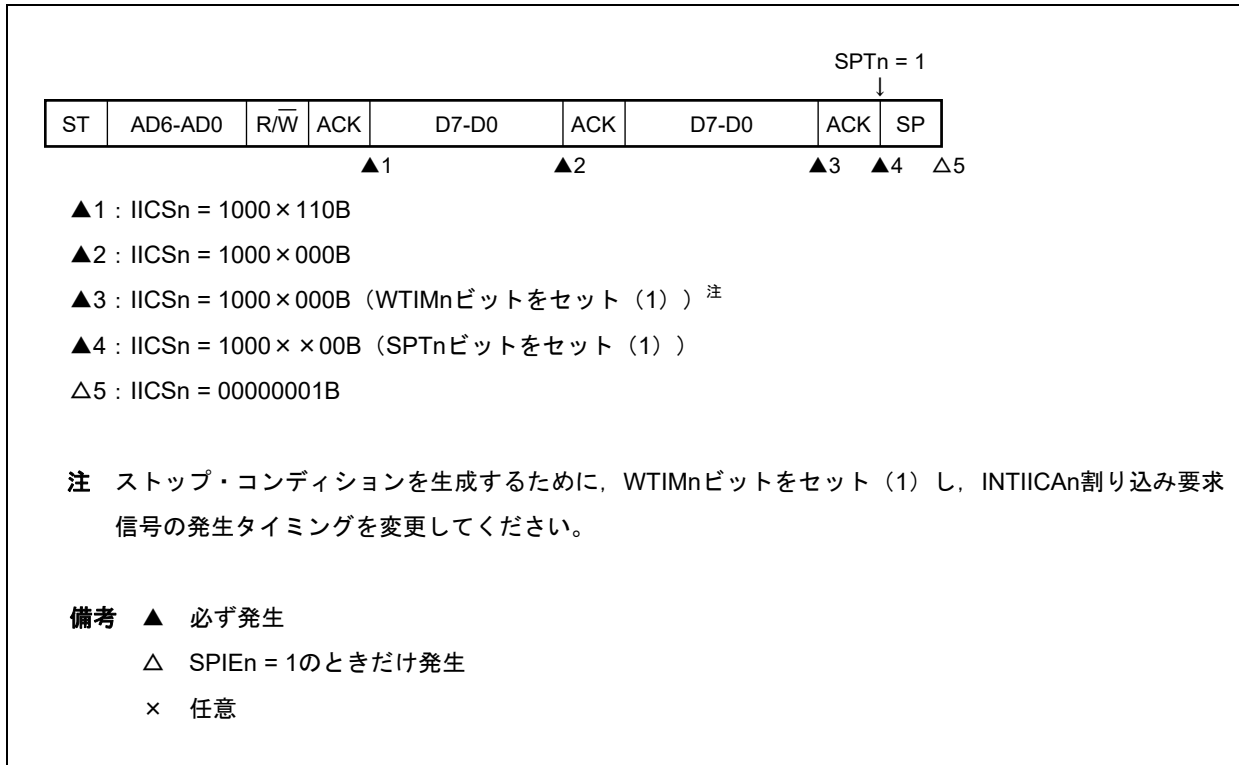 SPTn = 1
↓
ST AD6-AD0 R/W̅ ACK D7-D0 ACK D7-D0 ACK SP
▲1 ▲2 ▲3 ▲4 △5
▲1：IICSn = 1000×110B
▲2：IICSn = 1000×000B
▲3：IICSn = 1000×000B（WTIMnビットをセット（1））注
▲4：IICSn = 1000××00B（SPTnビットをセット（1））
△5：IICSn = 00000001B
注 ストップ・コンディションを生成するために，WTIMnビットをセット（1）し，INTIICAn割り込み要求
信号の発生タイミングを変更してください。
備考 ▲ 必ず発生
△ SPIEn = 1のときだけ発生
× 任意